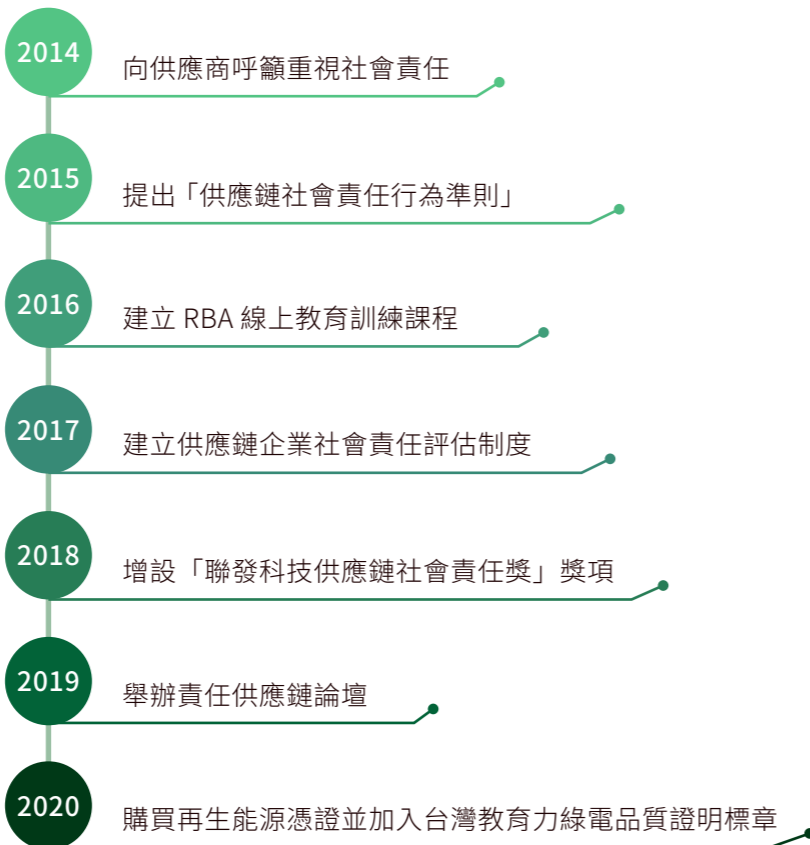 2014
向供應商呼籲重視社會責任
2015
提出「供應鏈社會責任行為準則」
2016
建立 RBA 線上教育訓練課程
2017
建立供應鏈企業社會責任評估制度
2018
增設「聯發科技供應鏈社會責任獎」獎項
2019
舉辦責任供應鏈論壇
2020
購買再生能源憑證並加入台灣教育力綠電品質證明標章